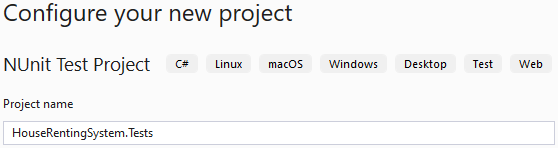 Configure your new project
NUnit Test Project C# Linux macOS Windows Desktop Test Web
Project name
HouseRentingSystem.Tests